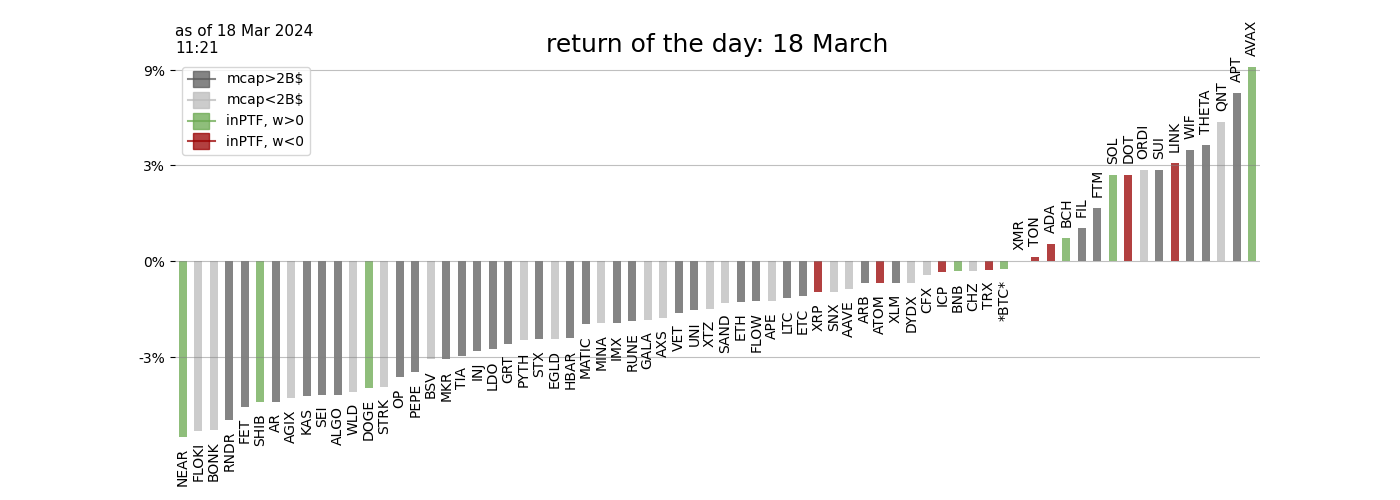 as of 18 Mar 2024
11:21
return of the day: 18 March
mcap>2B$
mcap<2B$
inPTF, w>0
inPTF, w<0
9%
3%
0%
-3%
NEAR
FLOKI
BONK
RNDR
FET
SHIB
AR
AGIX
KAS
SEI
ALGO
WLD
DOGE
STRK
OP
PEPE
BSV
MKR
TIA
INJ
LDO
GRT
PYTH
STX
EGLD
HBAR
MATIC
MINA
IMX
RUNE
GALA
AXS
VET
UNI
XTZ
SAND
ETH
FLOW
APE
LTC
ETC
XRP
SNX
AAVE
ARB
ATOM
XLM
DYDX
CFX
ICP
BNB
CHZ
TRX
*BTC*
XMR
TON
ADA
BCH
FIL
FTM
SOL
DOT
ORDI
SUI
LINK
WIF
THETA
QNT
APT
AVAX